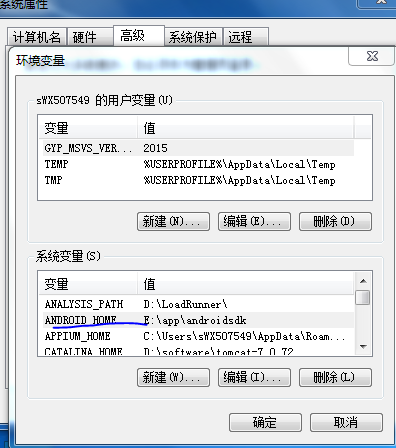 系统属性
计算机名 硬件 高级 系统保护 远程
环境变量
sWX507549 的用户变量(U)
变量 值
GYP_MSVS_VER... 2015
TEMP %USERPROFILE%\AppData\Local\Temp
TMP %USERPROFILE%\AppData\Local\Temp
新建(N)... 编辑(E)... 删除(D)
系统变量(S)
变量 值
ANALYSIS_PATH D:\LoadRunner\
ANDROID_HOME E:\app\androidsdk
APPIUM_HOME C:\Users\sWX507549\AppData\Roam...
CATALINA_HOME D:\software\tomcat-7.0.72
新建(W)... 编辑(I)... 删除(L)
确定 取消